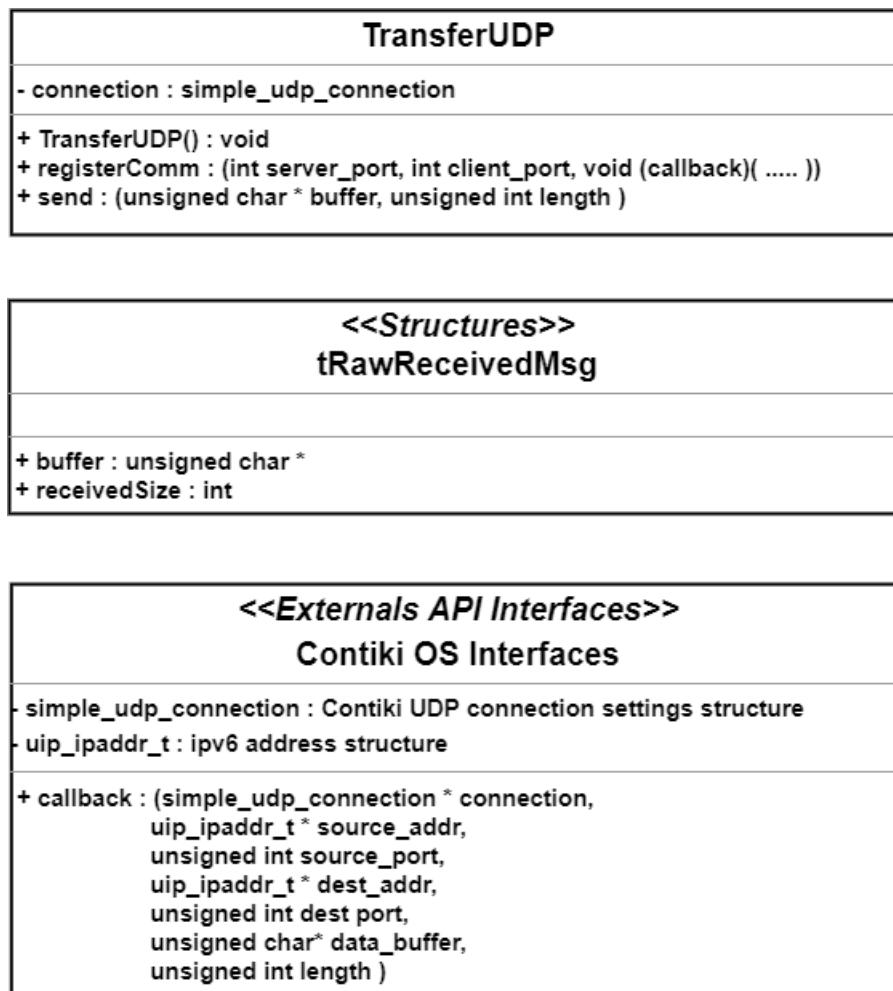 TransferUDP
- connection : simple_udp_connection
+ TransferUDP() : void
+ registerComm : (int server_port, int client_port, void (callback)( ..... ))
+ send : (unsigned char * buffer, unsigned int length )
<<Structures>>
tRawReceivedMsg
+ buffer : unsigned char *
+ receivedSize : int
<<Externals API Interfaces>>
Contiki OS Interfaces
- simple_udp_connection : Contiki UDP connection settings structure
- uip_ipaddr_t : ipv6 address structure
+ callback : (simple_udp_connection * connection,
uip_ipaddr_t * source_addr,
unsigned int source_port,
uip_ipaddr_t * dest_addr,
unsigned int dest port,
unsigned char* data_buffer,
unsigned int length )